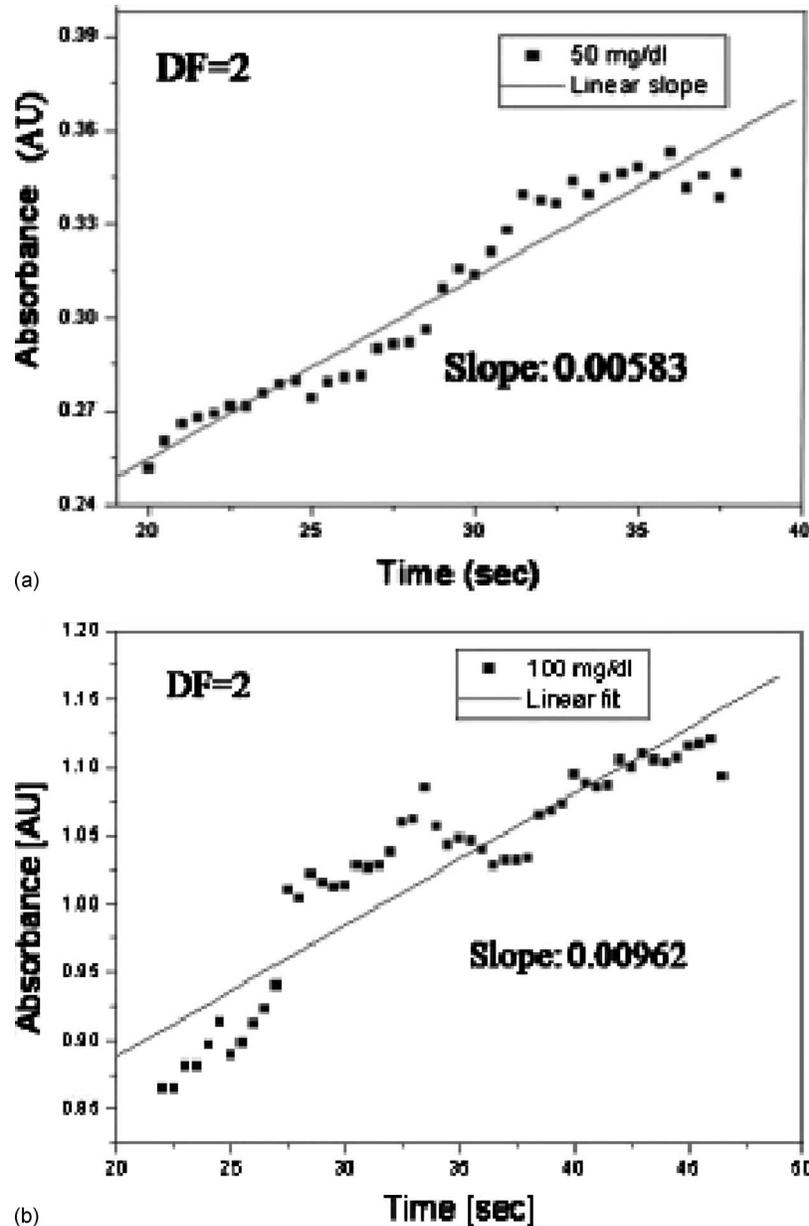 0.39
DF=2
50 mg/dl
Linear slope
0.36
0.33
0.30
Slope: 0.00583
0.27
0.24
20 25 30 35 40
Absorbance (AU)
Time (sec)
(a)
1.20
DF=2
100 mg/dl
Linear fit
1.15
1.10
1.05
1.00
Slope: 0.00962
0.95
0.90
0.85
20 25 30 35 40 45 50
Absorbance [AU]
Time [sec]
(b)